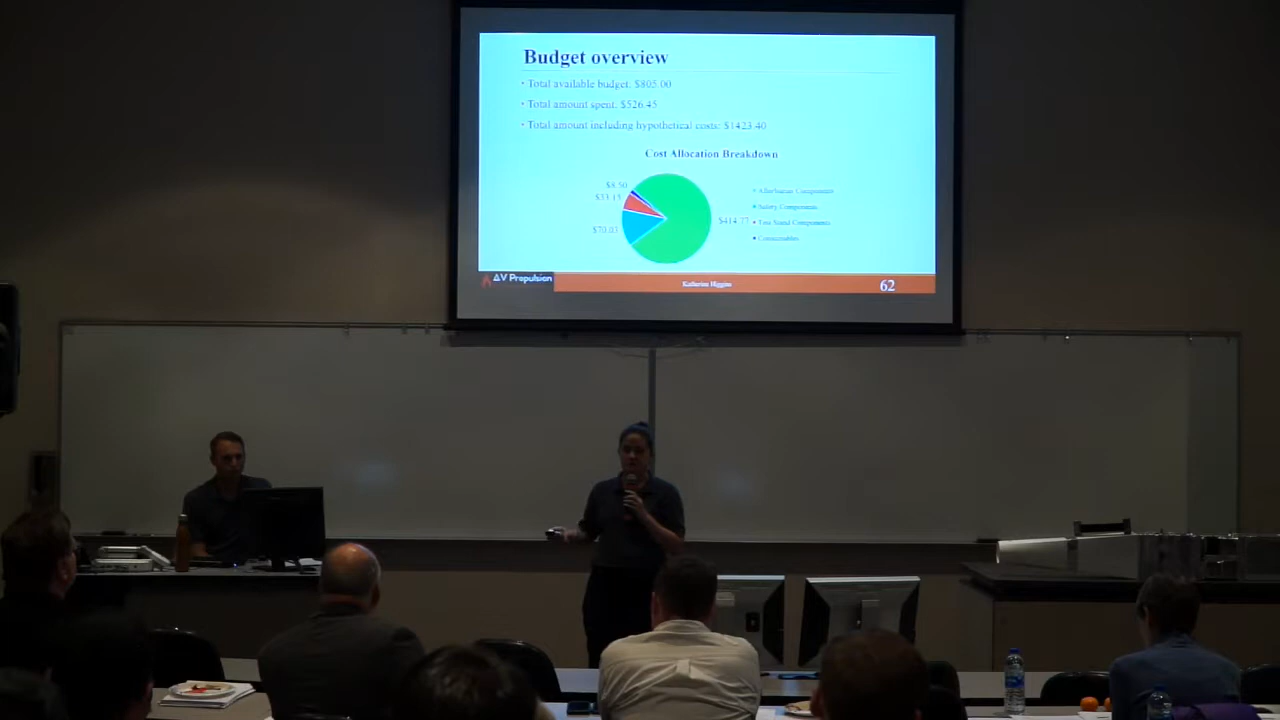 Budget overview
• Total available budget: $805.00
• Total amount spent: $526.45
• Total amount including hypothetical costs: $1423.40
Cost Allocation Breakdown
$8.50
$33.15
$70.03
$414.77
Afterburner Components
Safety Components
Test Stand Components
Consumables
ΔV Propulsion
Katherine Higgins
62